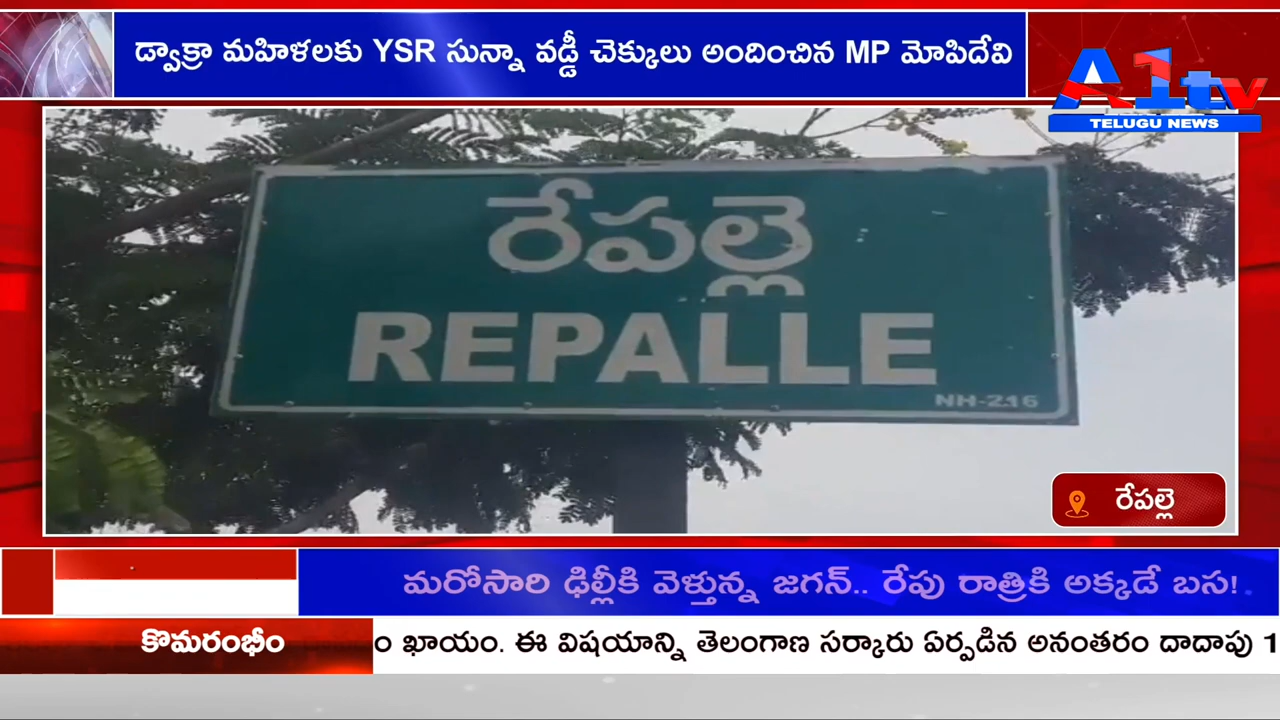 డ్వాక్రా మహిళలకు YSR సున్నా వడ్డీ చెక్కులు అందించిన MP మోపిదేవి
A1tv
TELUGU NEWS
రేపల్లె
REPALLE
NH-216
రేపల్లె
మరోసారి ఢిల్లీకి వెళ్తున్న జగన్.. రేపు రాత్రికి అక్కడే బస!.
కొమరంభీం
ం ఖాయం. ఈ విషయాన్ని తెలంగాణ సర్కారు ఏర్పడిన అనంతరం దాదాపు 1